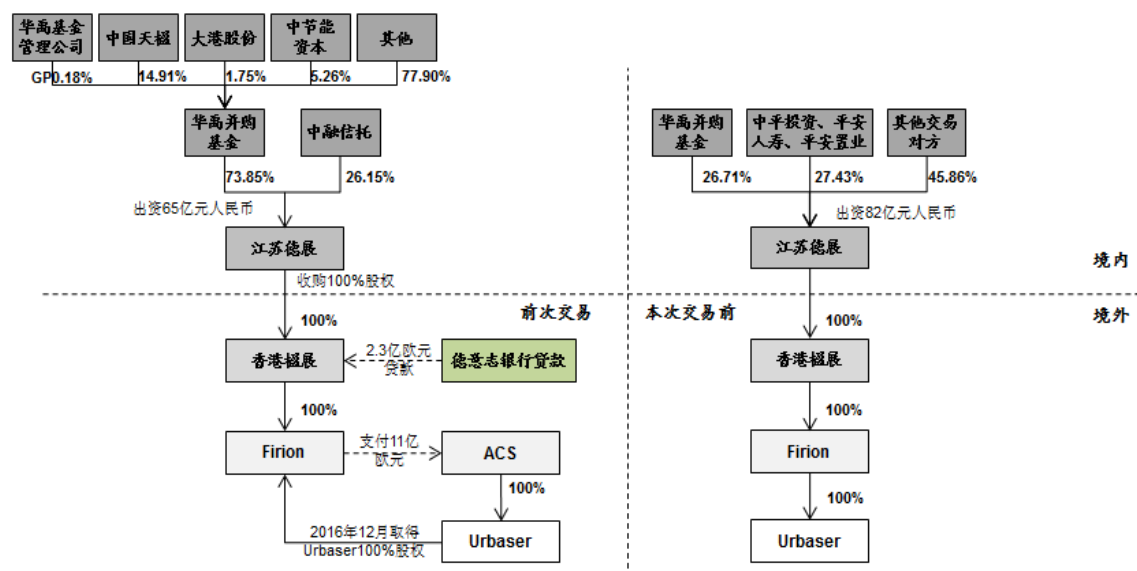 华禹基金
管理公司
中国天楹
大港股份
中节能
资本
其他
GP0.18%
14.91%
1.75%
5.26%
77.90%
华禹并购
基金
中融信托
73.85%
26.15%
出资65亿元人民币
江苏德展
收购100%股权
前次交易
100%
香港楹展
2.3亿欧元
贷款
德意志银行贷款
100%
Firion
支付11亿
欧元
ACS
100%
2016年12月取得
Urbaser100%股权
Urbaser
华禹并购
基金
中平投资、平安
人寿、平安置业
其他交易
对方
26.71%
27.43%
45.86%
出资82亿元人民币
江苏德展
境内
本次交易前
境外
100%
香港楹展
100%
Firion
100%
Urbaser